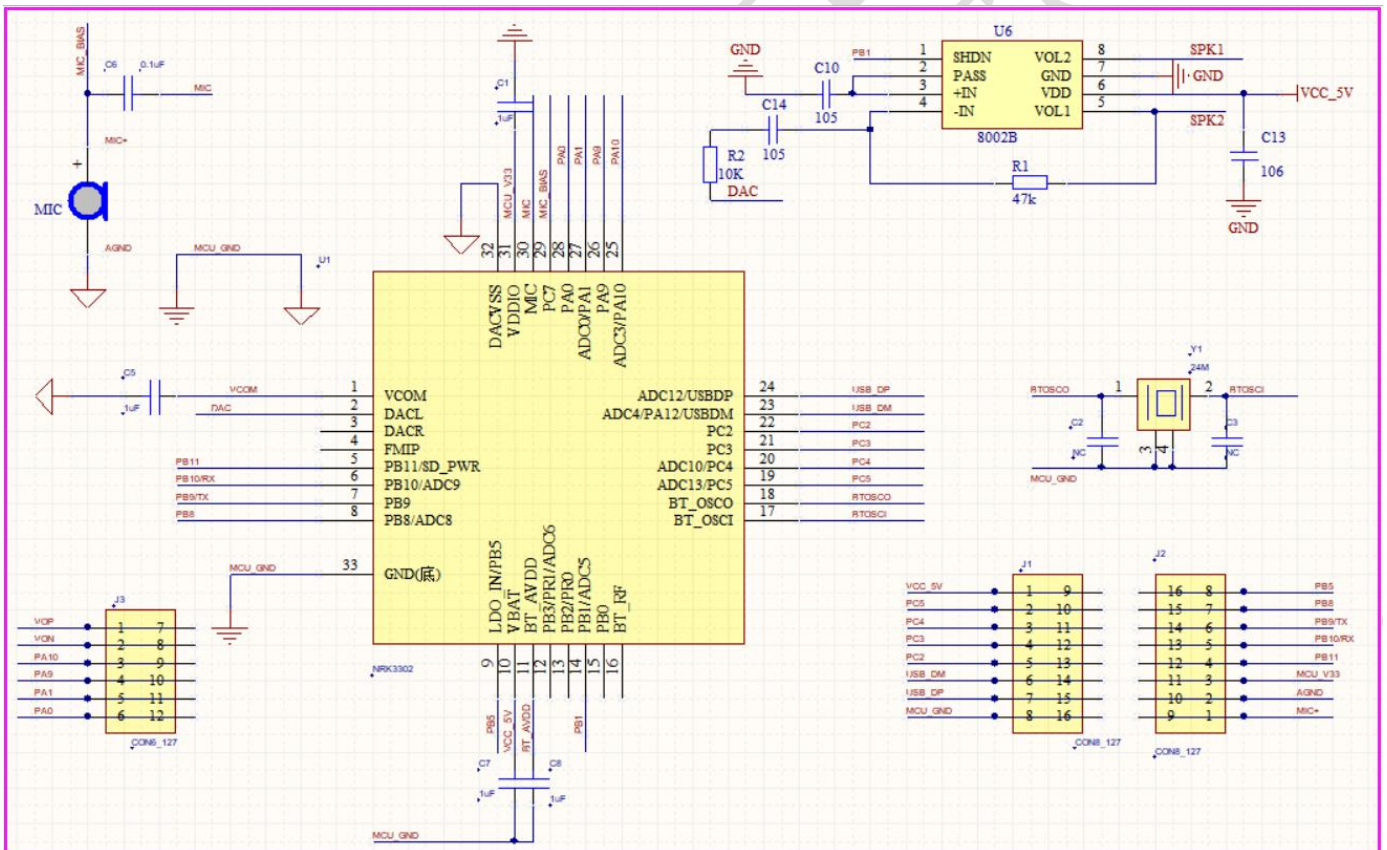 MIC_BIAS
C6
0.1uF
MIC
MIC+
+
MIC
AGND
MCU_GND
C1
1uF
MCU_V33
MIC
MIC_BIAS
PA0
PA1
PA9
PA10
GND
C10
105
C14
105
R2
10K
DAC
PB1
U6
1 SHDN VOL2 8 SPK1
2 PASS GND 7 GND
3 +IN VDD 6 VCC_5V
4 -IN VOL1 5 SPK2
8002B
R1
47k
C13
106
GND
U1
32 31 30 29 28 27 26 25
DACVSS
VDDIO
MIC
PC7
PA0
ADC0/PA1
PA9
ADC3/PA10
C5
1uF
VCOM 1 VCOM
DAC 2 DACL
3 DACR
4 FMIP
PB11 5 PB11/SD_PWR
PB10/RX 6 PB10/ADC9
PB9/TX 7 PB9
PB8 8 PB8/ADC8
MCU_GND 33 GND(底)
ADC12/USBDP 24 USB_DP
ADC4/PA12/USBDM 23 USB_DM
PC2 22 PC2
PC3 21 PC3
ADC10/PC4 20 PC4
ADC13/PC5 19 PC5
BT_OSCO 18 RTOSCO
BT_OSCI 17 RTOSCI
LDO_IN/PB5
VBAT
BT_AVDD
PB3/PR1/ADC6
PB2/PR0
PB1/ADC5
PB0
BT_RF
9 10 11 12 13 14 15 16
NRK3302
PB5
VCC_5V
BT_AVDD
PB1
C7
1uF
C8
1uF
MCU_GND
Y1
24M
RTOSCO 1 2 RTOSCI
C2
NC
3 4
C3
NC
MCU_GND
J3
VOP 1 7
VON 2 8
PA10 3 9
PA9 4 10
PA1 5 11
PA0 6 12
CON6_127
J1
VCC_5V 1 9
PC5 2 10
PC4 3 11
PC3 4 12
PC2 5 13
USB_DM 6 14
USB_DP 7 15
MCU_GND 8 16
CON8_127
J2
16 8 PB5
15 7 PB8
14 6 PB9/TX
13 5 PB10/RX
12 4 PB11
11 3 MCU_V33
10 2 AGND
9 1 MIC+
CON8_127